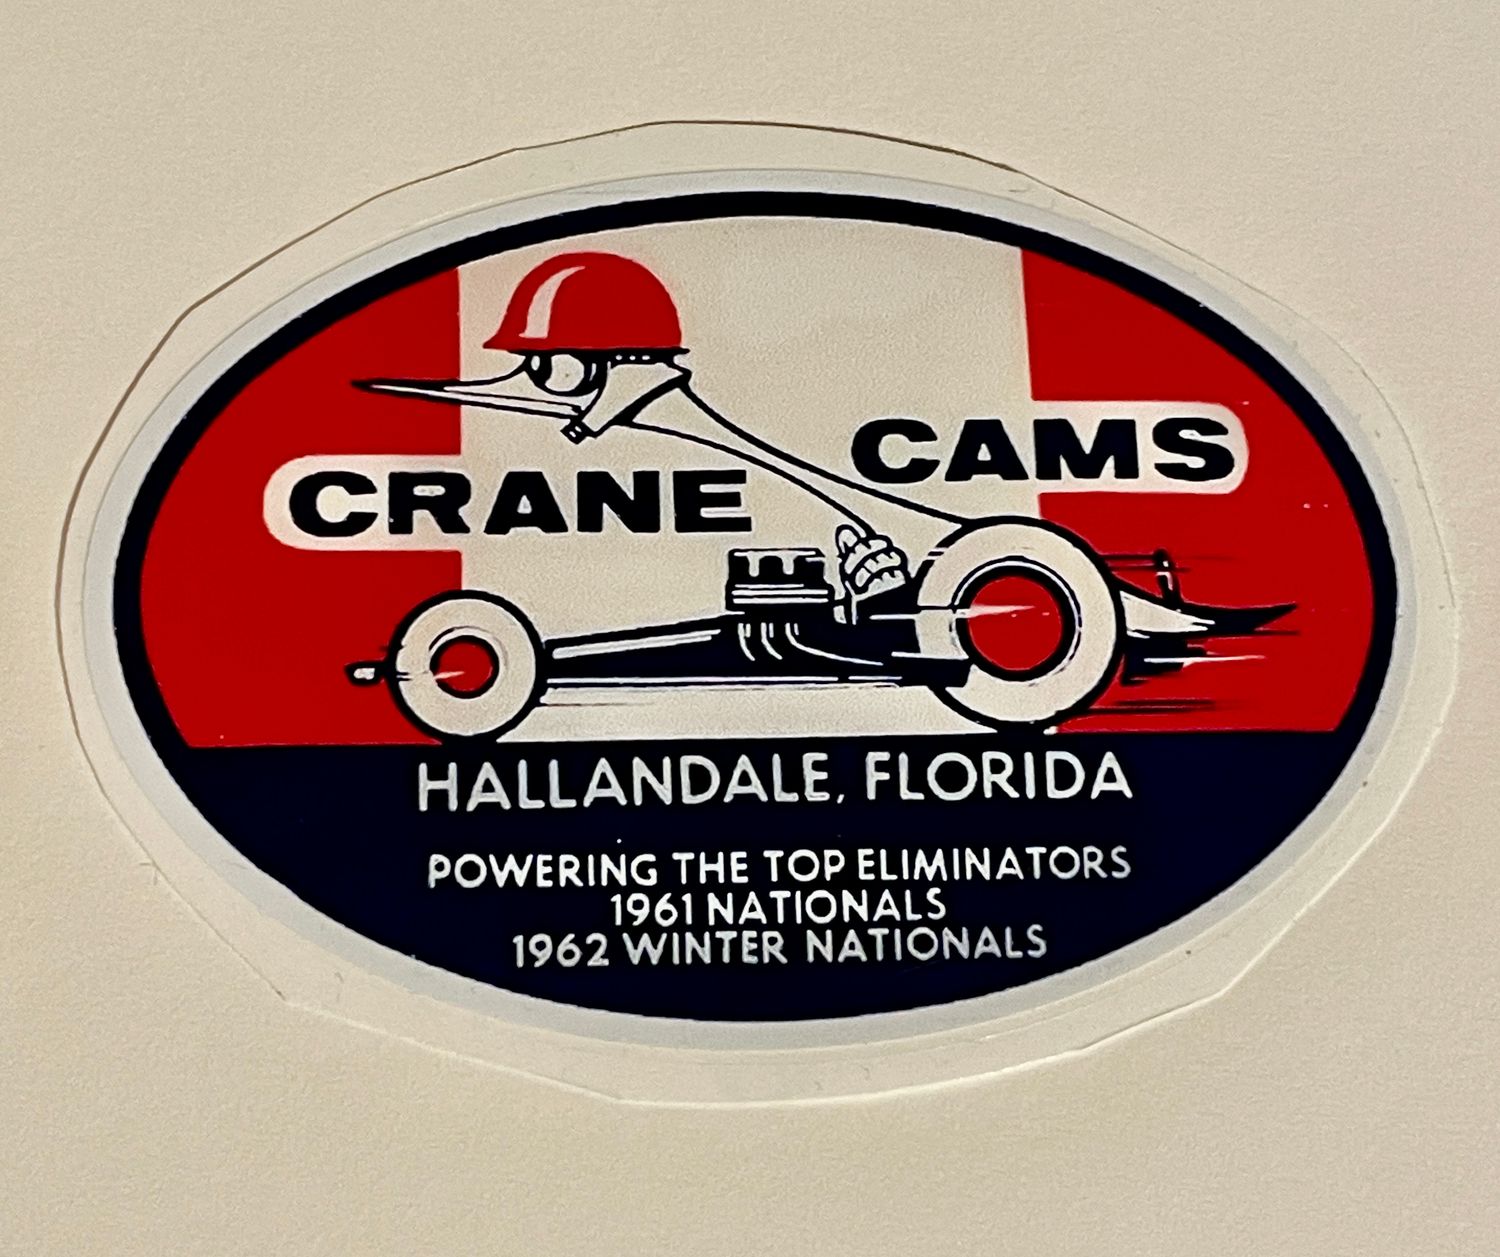 CRANE CAMS
HALLANDALE, FLORIDA
POWERING THE TOP ELIMINATORS
1961 NATIONALS
1962 WINTER NATIONALS